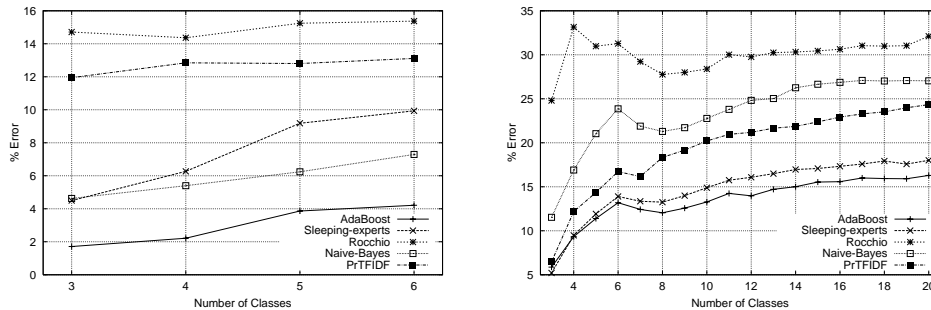 16
14
12
10
8
6
4
2
0
% Error
3
4
5
6
Number of Classes
AdaBoost
Sleeping-experts
Rocchio
Naive-Bayes
PrTFIDF
35
30
25
20
15
10
5
% Error
4
6
8
10
12
14
16
18
20
Number of Classes
AdaBoost
Sleeping-experts
Rocchio
Naive-Bayes
PrTFIDF